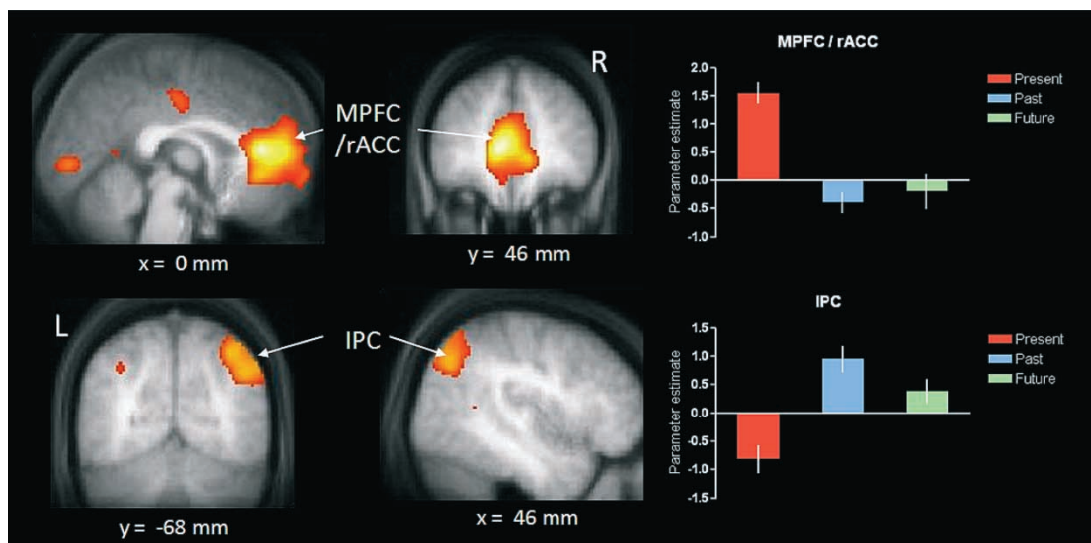 R
MPFC
/rACC
x = 0 mm
y = 46 mm
MPFC / rACC
Parameter estimate
2.0
1.5
1.0
0.5
0.0
-0.5
-1.0
Present
Past
Future
L
IPC
y = -68 mm
x = 46 mm
IPC
Parameter estimate
1.5
1.0
0.5
0.0
-0.5
-1.0
-1.5
Present
Past
Future